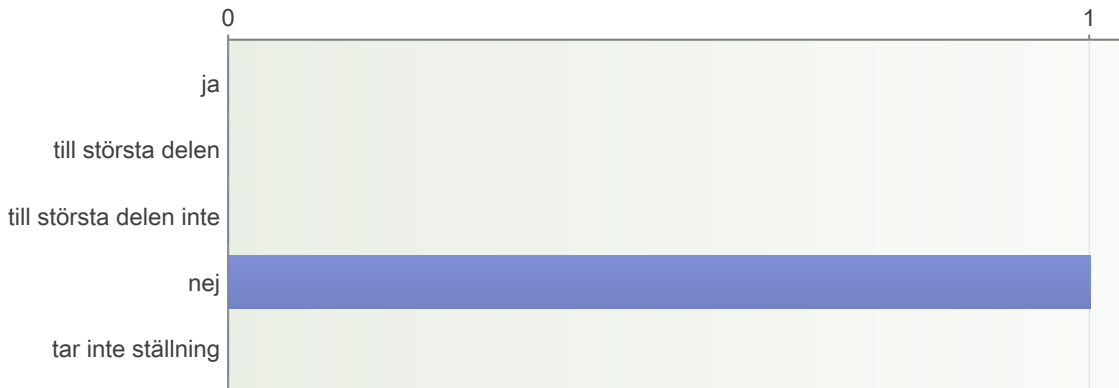 0 1
ja
till största delen
till största delen inte
nej
tar inte ställning